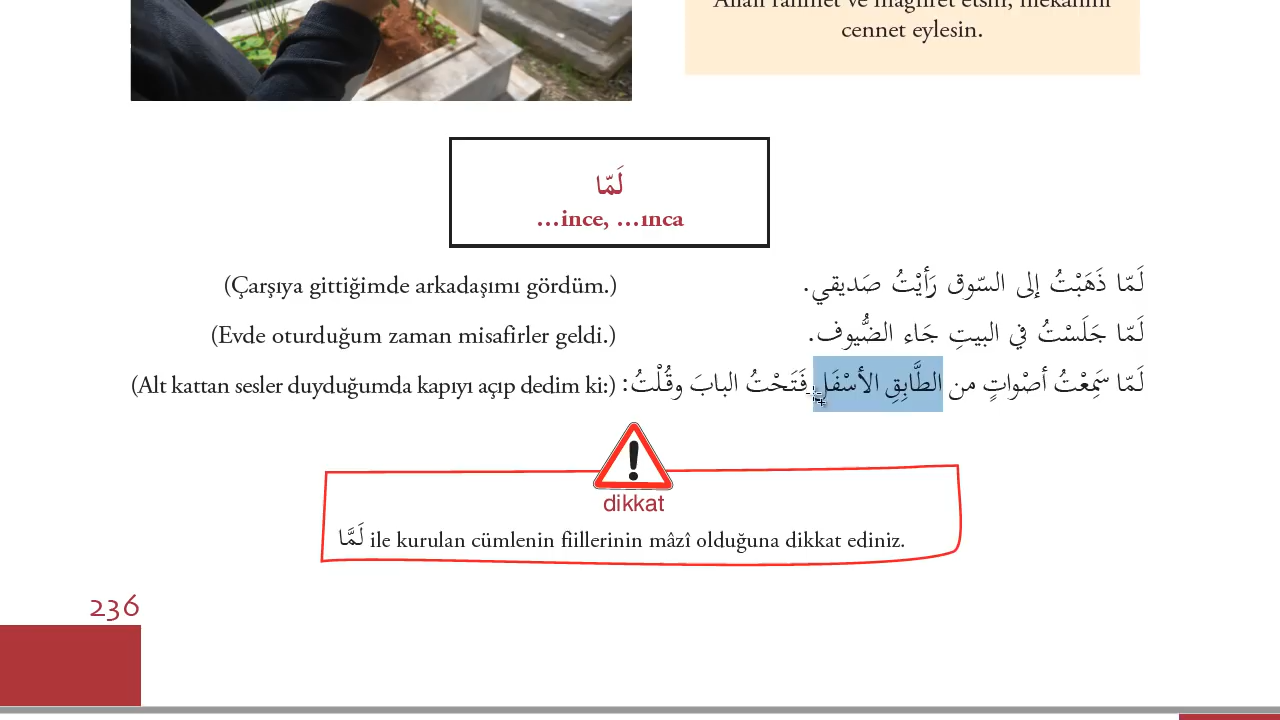 Allah rahmet ve mağfiret etsin, mekânını
cennet eylesin.
لَمّا
...ince, ...ınca
لَمّا ذَهَبْتُ إلى السّوق رَأيْتُ صَديقي. (Çarşıya gittiğimde arkadaşımı gördüm.)
لَمّا جَلَسْتُ في البيتِ جَاء الضُّيوف. (Evde oturduğum zaman misafirler geldi.)
لَمّا سَمِعْتُ أصْواتٍ من الطَّابِقِ الأسْفَلِ فَتَحْتُ البابَ وقُلْتُ: (Alt kattan sesler duyduğumda kapıyı açıp dedim ki:)
dikkat
لَمَّا ile kurulan cümlenin fiillerinin mâzî olduğuna dikkat ediniz.
236